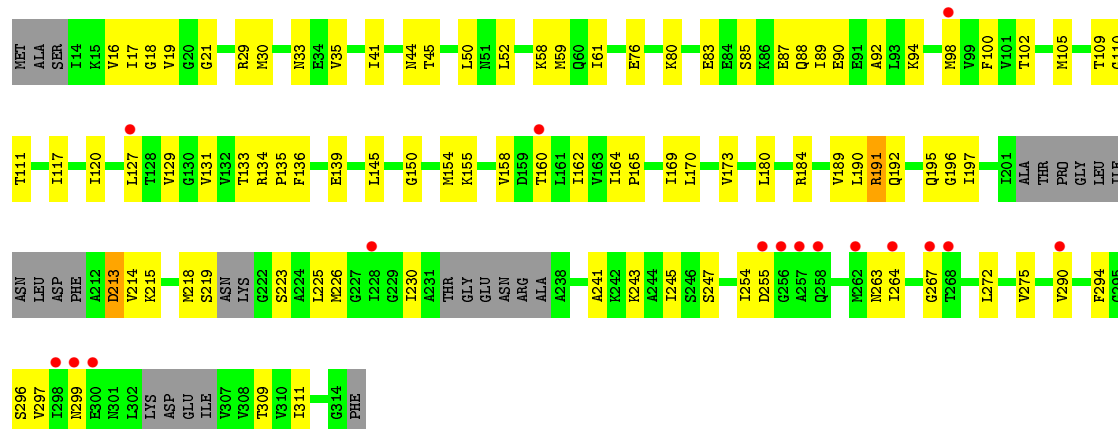 MET ALA SER I14 K15 V16 I17 G18 V19 G20 G21 R29 M30 N33 E34 V35 I41 N44 T45 L50 N51 L52 K58 M59 Q60 I61 E76 K80 E83 E84 S85 K86 E87 Q88 I89 E90 E91 A92 L93 K94 M98 V99 F100 V101 T102 M105 T109 G110
T111 I117 I120 L127 T128 V129 G130 V131 V132 T133 R134 P135 F136 E139 L145 G150 M154 K155 V158 D159 T160 L161 I162 V163 I164 P165 I169 L170 V173 L180 R184 V189 L190 R191 Q192 Q195 G196 I197 I201 ALA THR PRO GLY LEU ILE
ASN LEU ASP PHE A212 D213 V214 K215 M218 S219 ASN LYS G222 S223 A224 L225 M226 G227 I228 G229 I230 A231 THR GLY GLU ASN ARG ALA A238 A241 K242 K243 A244 I245 S246 S247 I254 D255 G256 A257 Q258 M262 N263 I264 G267 T268 L272 V275 V290 F294 G295
S296 V297 I298 N299 E300 N301 L302 LYS ASP GLU ILE V307 V308 T309 V310 I311 G314 PHE